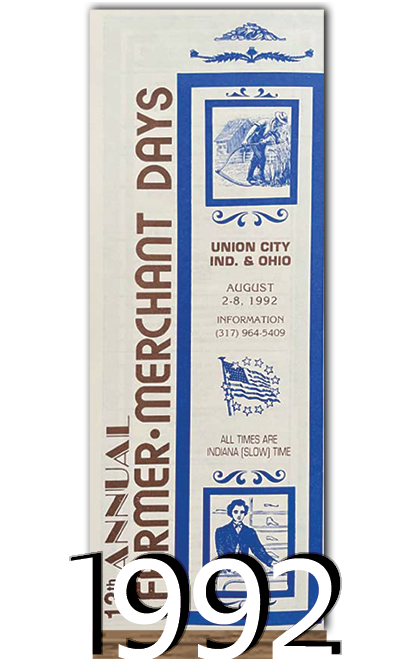 ANNUAL
FARMER·MERCHANT DAYS
UNION CITY
IND. & OHIO
AUGUST
2-8, 1992
INFORMATION
(317) 964-5409
ALL TIMES ARE
INDIANA [SLOW] TIME
1992